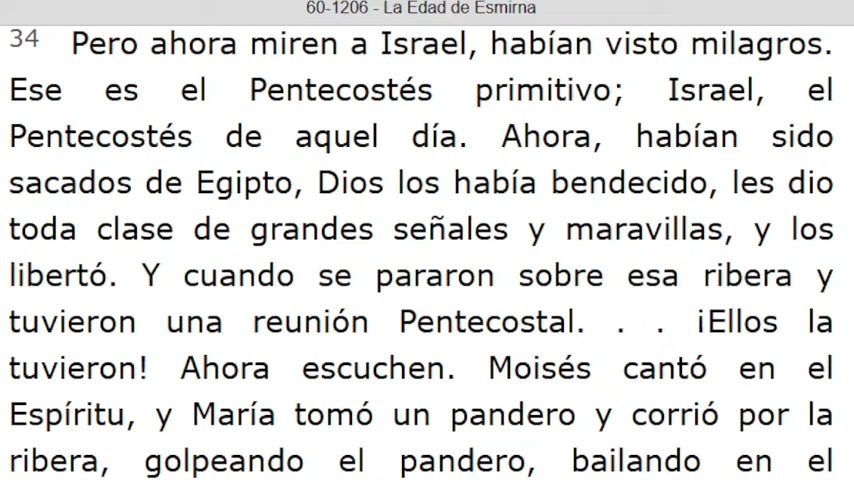 60-1206 - La Edad de Esmirna
34 Pero ahora miren a Israel, habían visto milagros.
Ese es el Pentecostés primitivo; Israel, el
Pentecostés de aquel día. Ahora, habían sido
sacados de Egipto, Dios los había bendecido, les dio
toda clase de grandes señales y maravillas, y los
libertó. Y cuando se pararon sobre esa ribera y
tuvieron una reunión Pentecostal. . . ¡Ellos la
tuvieron! Ahora escuchen. Moisés cantó en el
Espíritu, y María tomó un pandero y corrió por la
ribera, golpeando el pandero, bailando en el